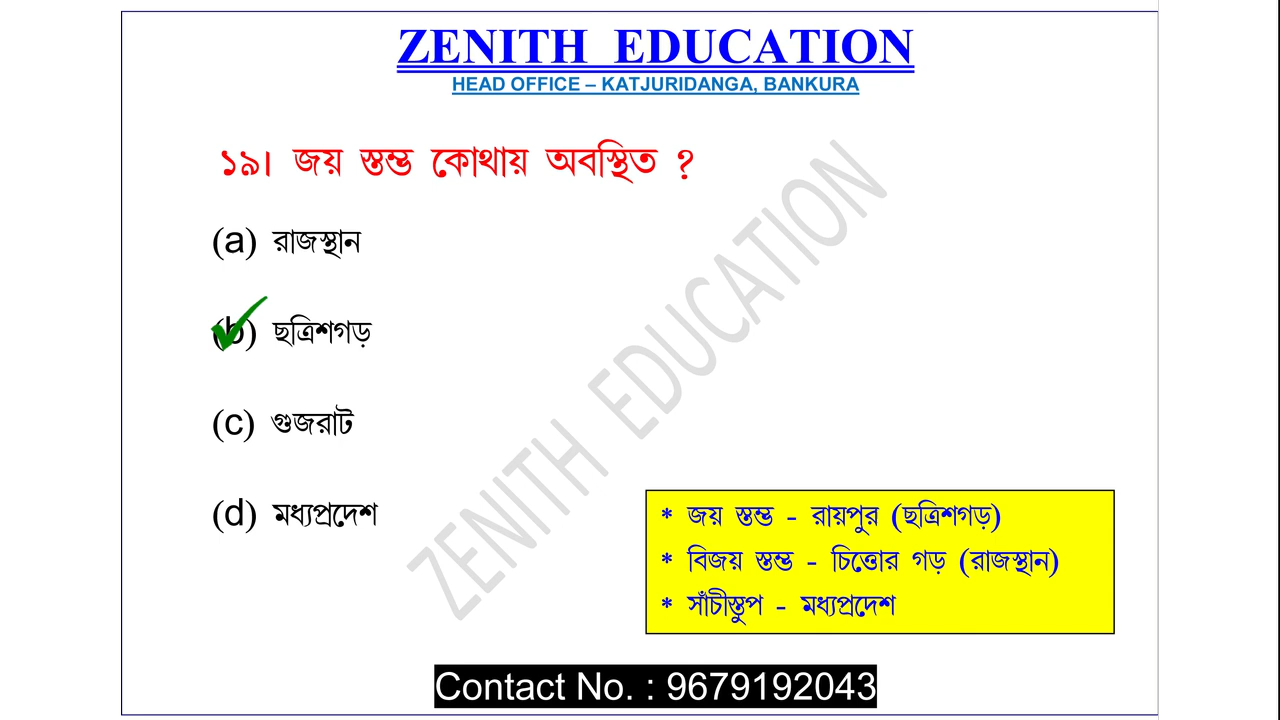 ZENITH EDUCATION
HEAD OFFICE – KATJURIDANGA, BANKURA
১৯। জয় স্তম্ভ কোথায় অবস্থিত ?
(a) রাজস্থান
(b) ছত্রিশগড়
(c) গুজরাট
(d) মধ্যপ্রদেশ
* জয় স্তম্ভ - রায়পুর (ছত্রিশগড়)
* বিজয় স্তম্ভ - চিত্তোর গড় (রাজস্থান)
* সাঁচীস্তুপ - মধ্যপ্রদেশ
ZENITH EDUCATION
Contact No. : 9679192043